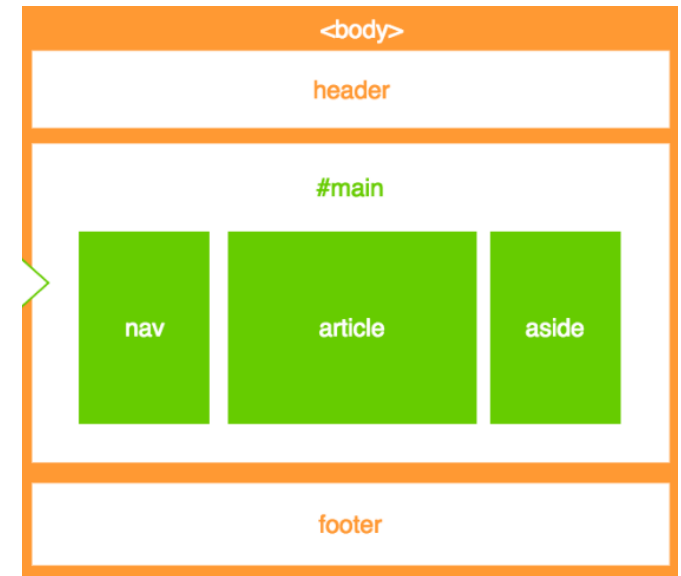 <body>
header
#main
nav article aside
footer